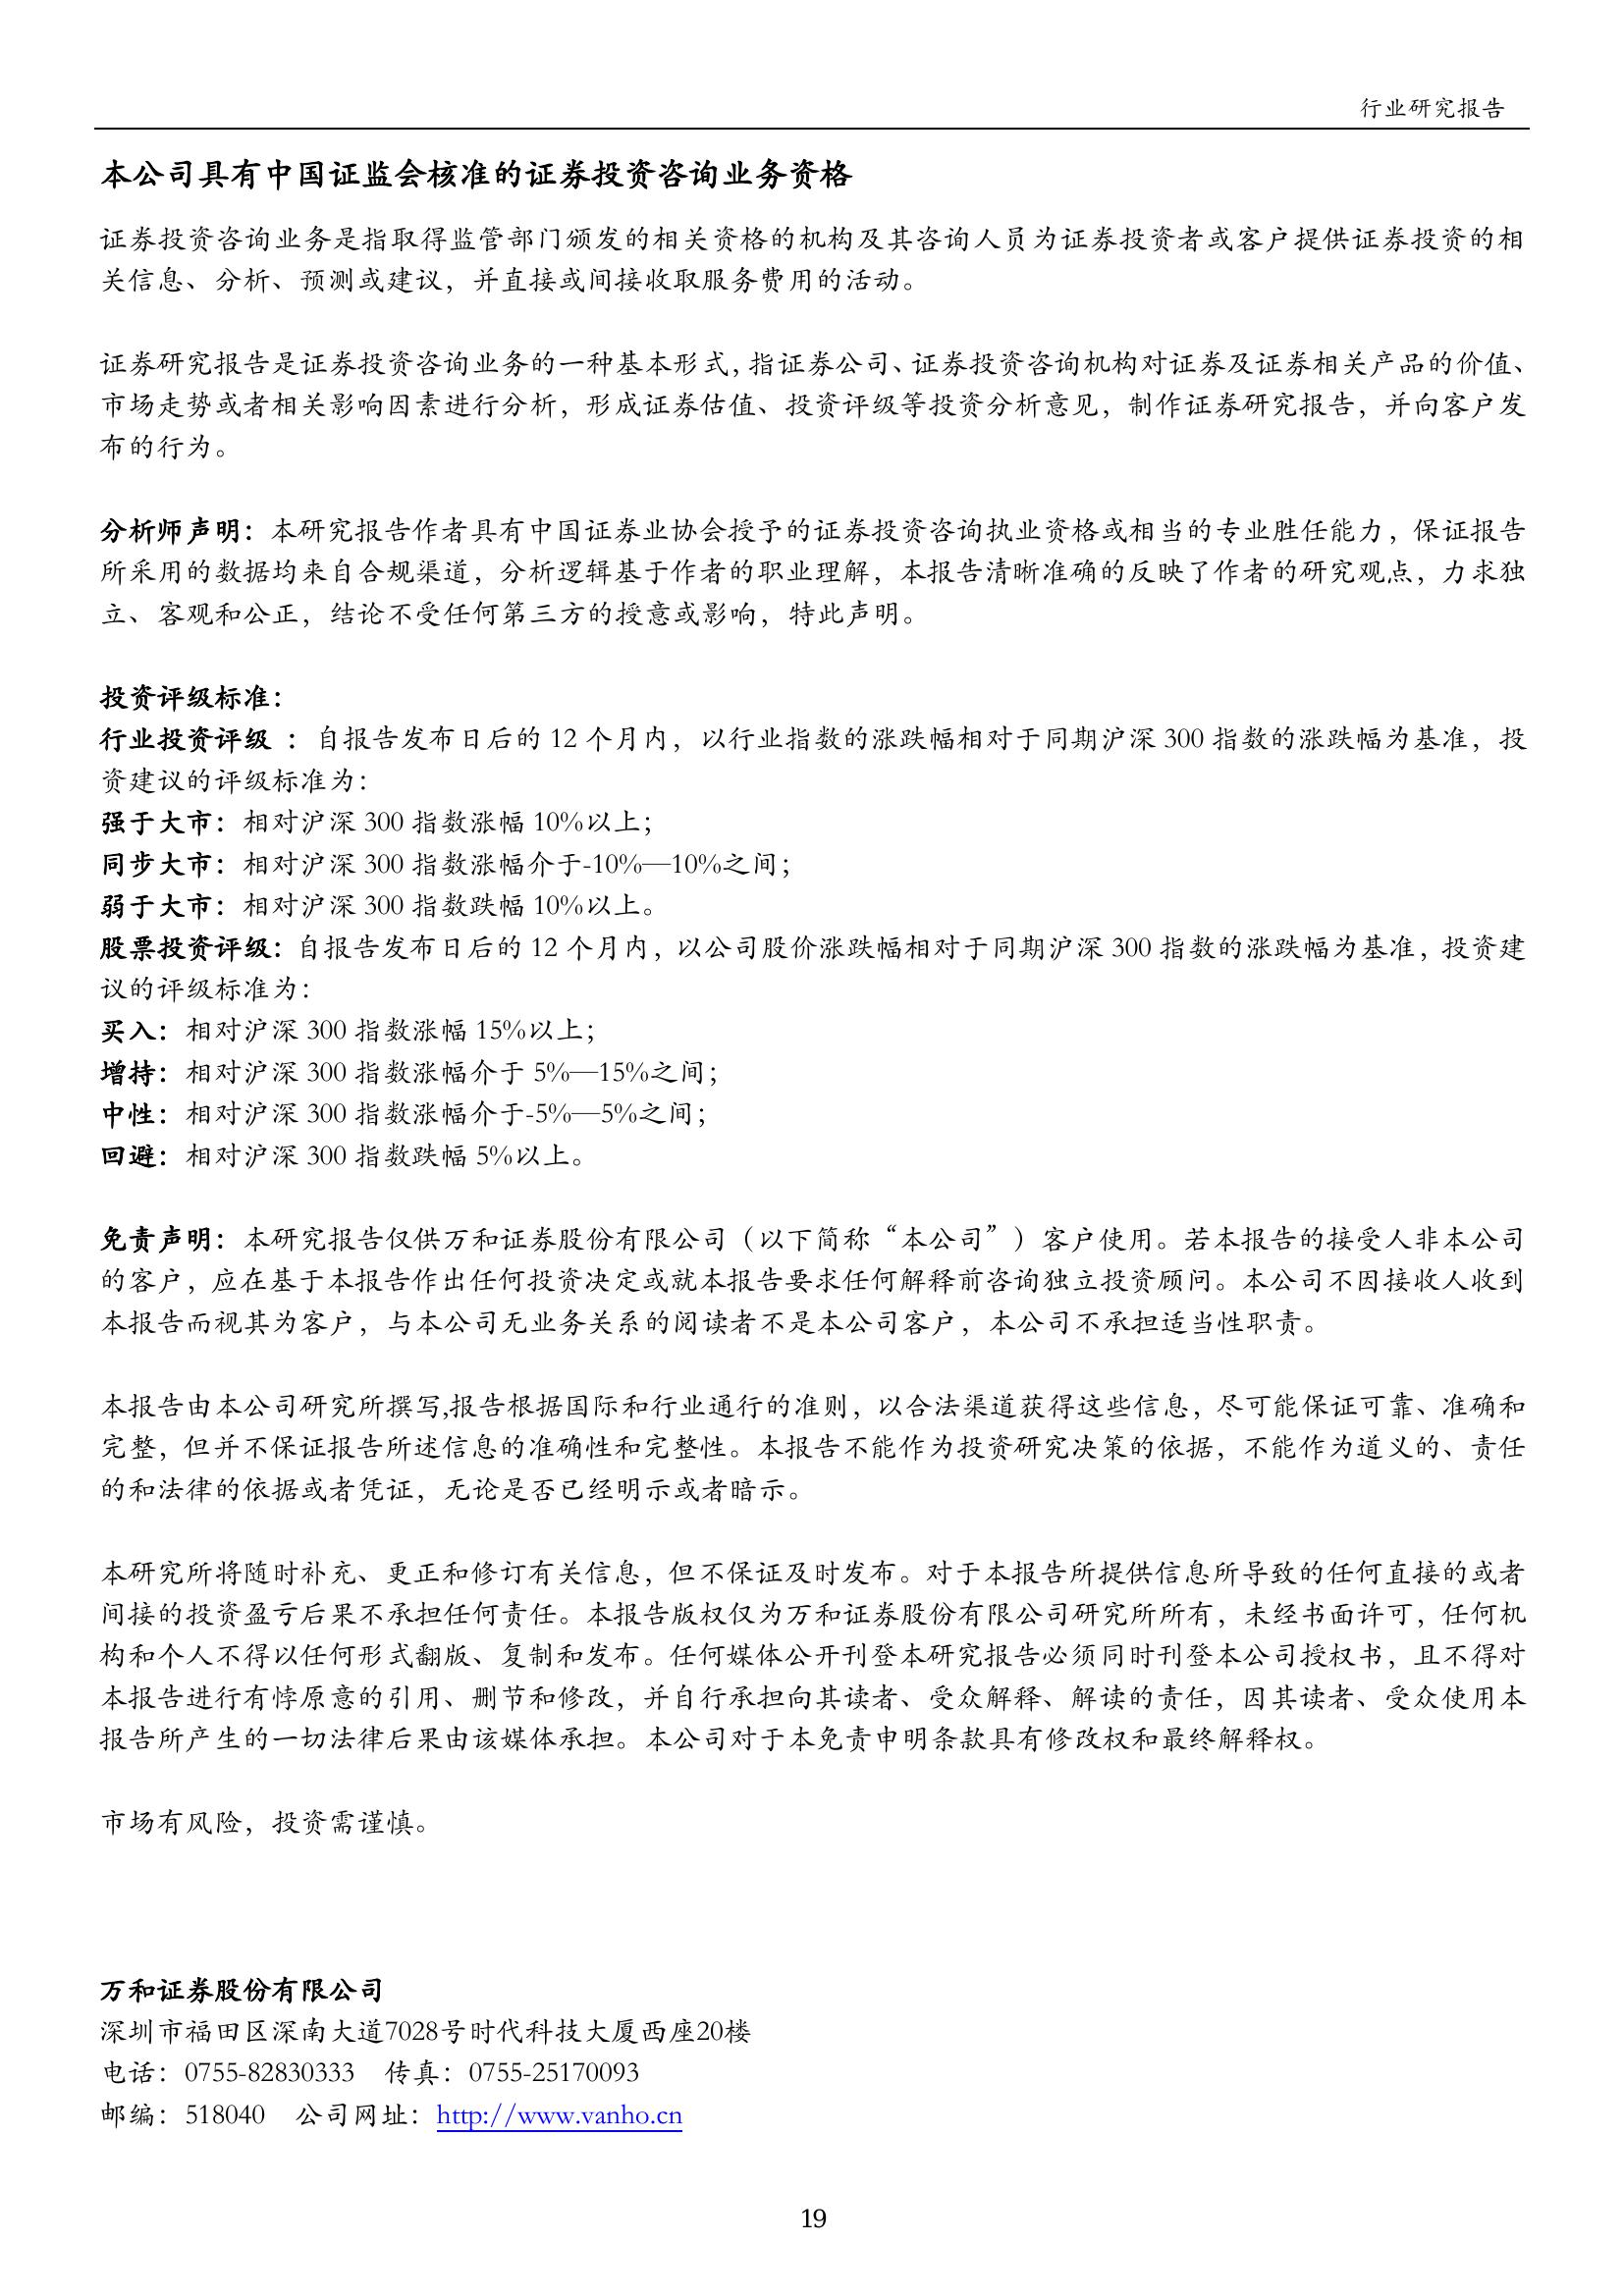 行业研究报告
本公司具有中国证监会核准的证券投资咨询业务资格
证券投资咨询业务是指取得监管部门颁发的相关资格的机构及其咨询人员为证券投资者或客户提供证券投资的相
关信息、分析、预测或建议，并直接或间接收取服务费用的活动。
证券研究报告是证券投资咨询业务的一种基本形式，指证券公司、证券投资咨询机构对证券及证券相关产品的价值、
市场走势或者相关影响因素进行分析，形成证券估值、投资评级等投资分析意见，制作证券研究报告，并向客户发
布的行为。
分析师声明：本研究报告作者具有中国证券业协会授予的证券投资咨询执业资格或相当的专业胜任能力，保证报告
所采用的数据均来自合规渠道，分析逻辑基于作者的职业理解，本报告清晰准确的反映了作者的研究观点，力求独
立、客观和公正，结论不受任何第三方的授意或影响，特此声明。
投资评级标准：
行业投资评级 ：自报告发布日后的 12 个月内，以行业指数的涨跌幅相对于同期沪深 300 指数的涨跌幅为基准，投
资建议的评级标准为：
强于大市：相对沪深 300 指数涨幅 10%以上；
同步大市：相对沪深 300 指数涨幅介于-10%—10%之间；
弱于大市：相对沪深 300 指数跌幅 10%以上。
股票投资评级：自报告发布日后的 12 个月内，以公司股价涨跌幅相对于同期沪深 300 指数的涨跌幅为基准，投资建
议的评级标准为：
买入：相对沪深 300 指数涨幅 15%以上；
增持：相对沪深 300 指数涨幅介于 5%—15%之间；
中性：相对沪深 300 指数涨幅介于-5%—5%之间；
回避：相对沪深 300 指数跌幅 5%以上。
免责声明：本研究报告仅供万和证券股份有限公司（以下简称“本公司”）客户使用。若本报告的接受人非本公司
的客户，应在基于本报告作出任何投资决定或就本报告要求任何解释前咨询独立投资顾问。本公司不因接收人收到
本报告而视其为客户，与本公司无业务关系的阅读者不是本公司客户，本公司不承担适当性职责。
本报告由本公司研究所撰写,报告根据国际和行业通行的准则，以合法渠道获得这些信息，尽可能保证可靠、准确和
完整，但并不保证报告所述信息的准确性和完整性。本报告不能作为投资研究决策的依据，不能作为道义的、责任
的和法律的依据或者凭证，无论是否已经明示或者暗示。
本研究所将随时补充、更正和修订有关信息，但不保证及时发布。对于本报告所提供信息所导致的任何直接的或者
间接的投资盈亏后果不承担任何责任。本报告版权仅为万和证券股份有限公司研究所所有，未经书面许可，任何机
构和个人不得以任何形式翻版、复制和发布。任何媒体公开刊登本研究报告必须同时刊登本公司授权书，且不得对
本报告进行有悖原意的引用、删节和修改，并自行承担向其读者、受众解释、解读的责任，因其读者、受众使用本
报告所产生的一切法律后果由该媒体承担。本公司对于本免责申明条款具有修改权和最终解释权。
市场有风险，投资需谨慎。
万和证券股份有限公司
深圳市福田区深南大道7028号时代科技大厦西座20楼
电话：0755-82830333 传真：0755-25170093
邮编：518040 公司网址：http://www.vanho.cn
19